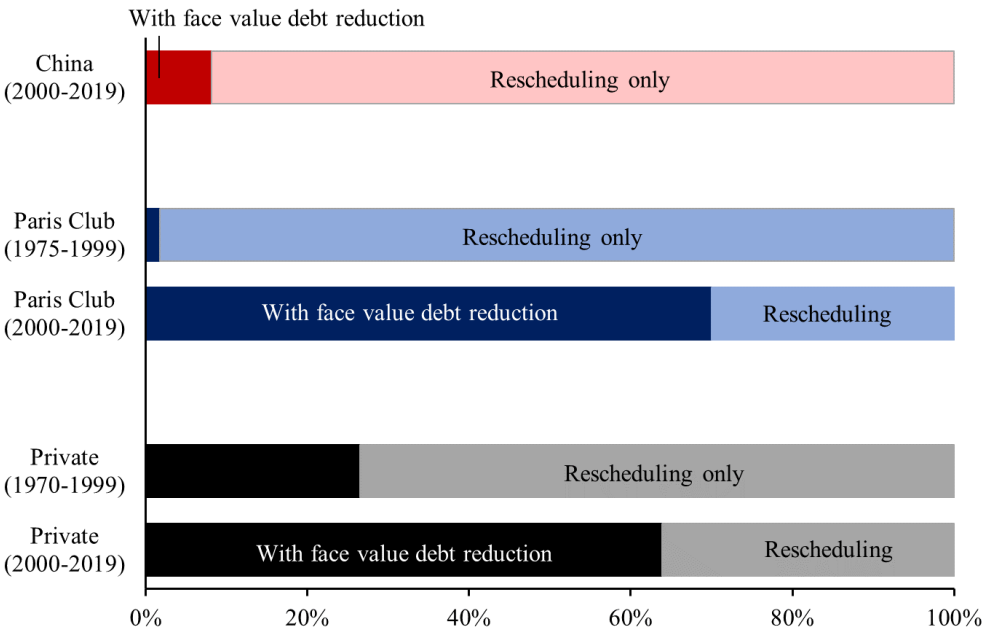 With face value debt reduction
China
(2000-2019)
Rescheduling only
Paris Club
(1975-1999)
Rescheduling only
Paris Club
(2000-2019)
With face value debt reduction
Rescheduling
Private
(1970-1999)
Rescheduling only
Private
(2000-2019)
With face value debt reduction
Rescheduling
0%
20%
40%
60%
80%
100%